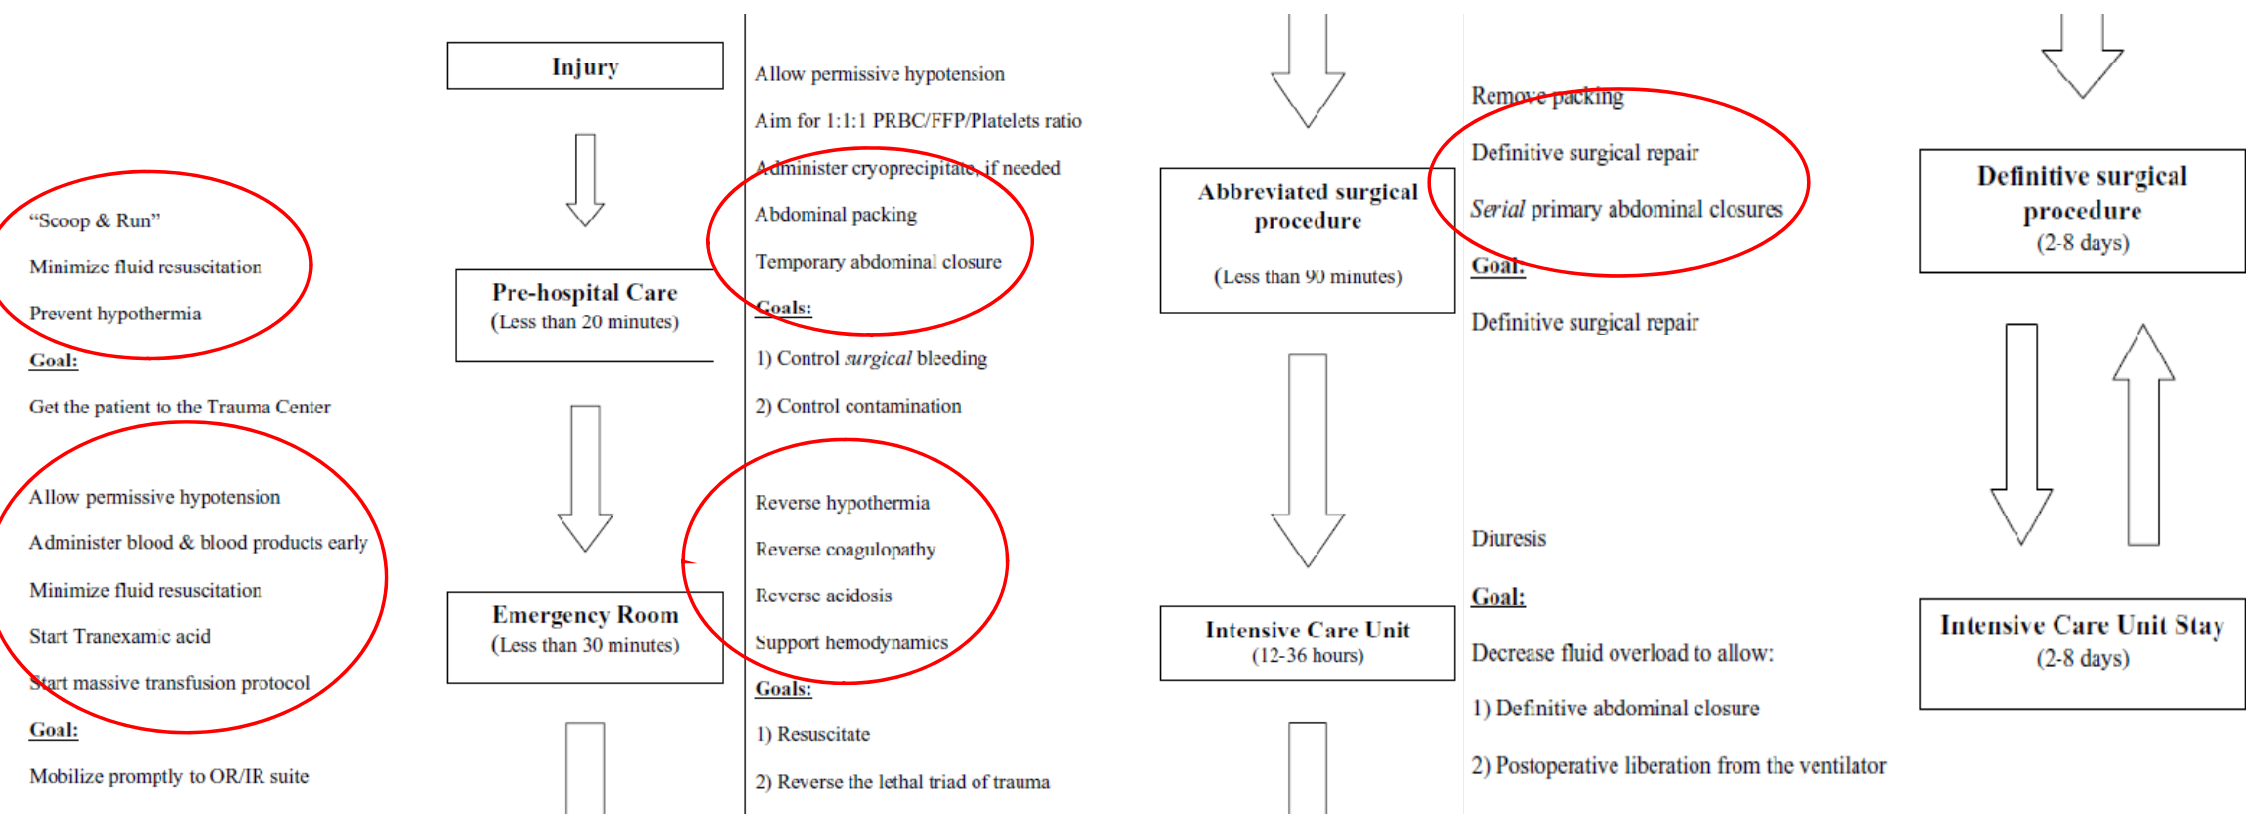 Injury
"Scoop & Run"
Minimize fluid resuscitation
Prevent hypothermia
Goal:
Get the patient to the Trauma Center
Pre-hospital Care
(Less than 20 minutes)
Allow permissive hypotension
Administer blood & blood products early
Minimize fluid resuscitation
Start Tranexamic acid
Start massive transfusion protocol
Goal:
Mobilize promptly to OR/IR suite
Emergency Room
(Less than 30 minutes)
Allow permissive hypotension
Aim for 1:1:1 PRBC/FFP/Platelets ratio
Administer cryoprecipitate, if needed
Abdominal packing
Temporary abdominal closure
Goals:
1) Control surgical bleeding
2) Control contamination
Abbreviated surgical
procedure
(Less than 90 minutes)
Reverse hypothermia
Reverse coagulopathy
Reverse acidosis
Support hemodynamics
Goals:
1) Resuscitate
2) Reverse the lethal triad of trauma
Intensive Care Unit
(12-36 hours)
Remove packing
Definitive surgical repair
Serial primary abdominal closures
Goal:
Definitive surgical repair
Definitive surgical
procedure
(2-8 days)
Diuresis
Goal:
Decrease fluid overload to allow:
1) Definitive abdominal closure
2) Postoperative liberation from the ventilator
Intensive Care Unit Stay
(2-8 days)